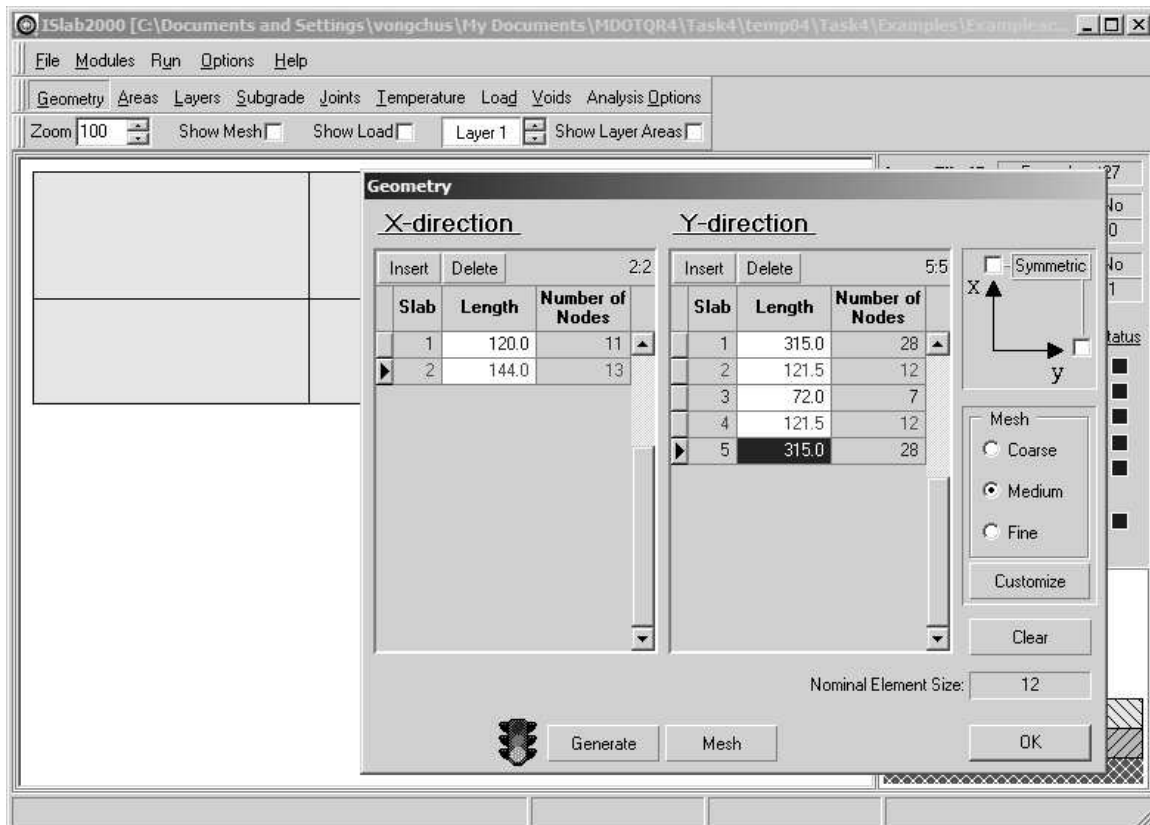 ISlab2000 [C:\Documents and Settings\vongchus\My Documents\MDOTQR4\Task4\temp04\Task4\Examples\Examplear...
File Modules Run Options Help
Geometry Areas Layers Subgrade Joints Temperature Load Voids Analysis Options
Zoom 100 Show Mesh Show Load Layer 1 Show Layer Areas
27
No
0
No
1
tatus
Geometry
X-direction
Insert Delete 2:2
Slab Length Number of Nodes
1 120.0 11
2 144.0 13
Y-direction
Insert Delete 5:5
Slab Length Number of Nodes
1 315.0 28
2 121.5 12
3 72.0 7
4 121.5 12
5 315.0 28
Symmetric
x
y
Mesh
Coarse
Medium
Fine
Customize
Clear
Nominal Element Size: 12
Generate Mesh OK